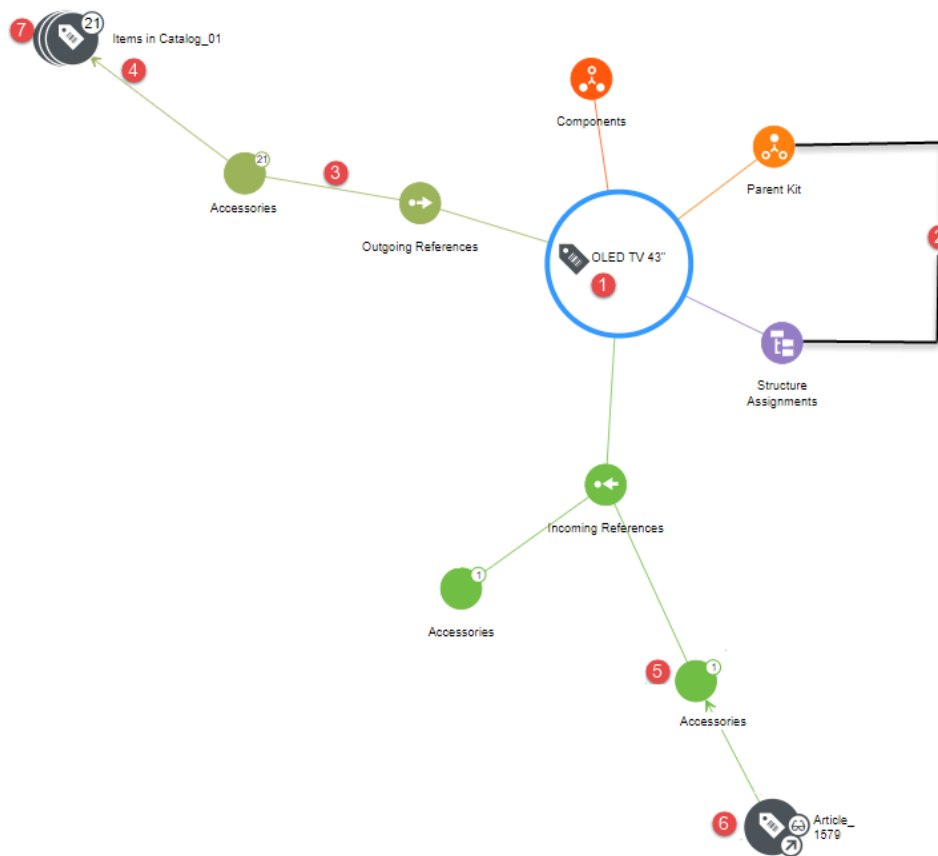 7
21
Items in Catalog_01
4
Components
21
3
Accessories
Parent Kit
Outgoing References
2
OLED TV 43"
1
Structure
Assignments
Incoming References
1
Accessories
5
1
Accessories
6
Article_
1579